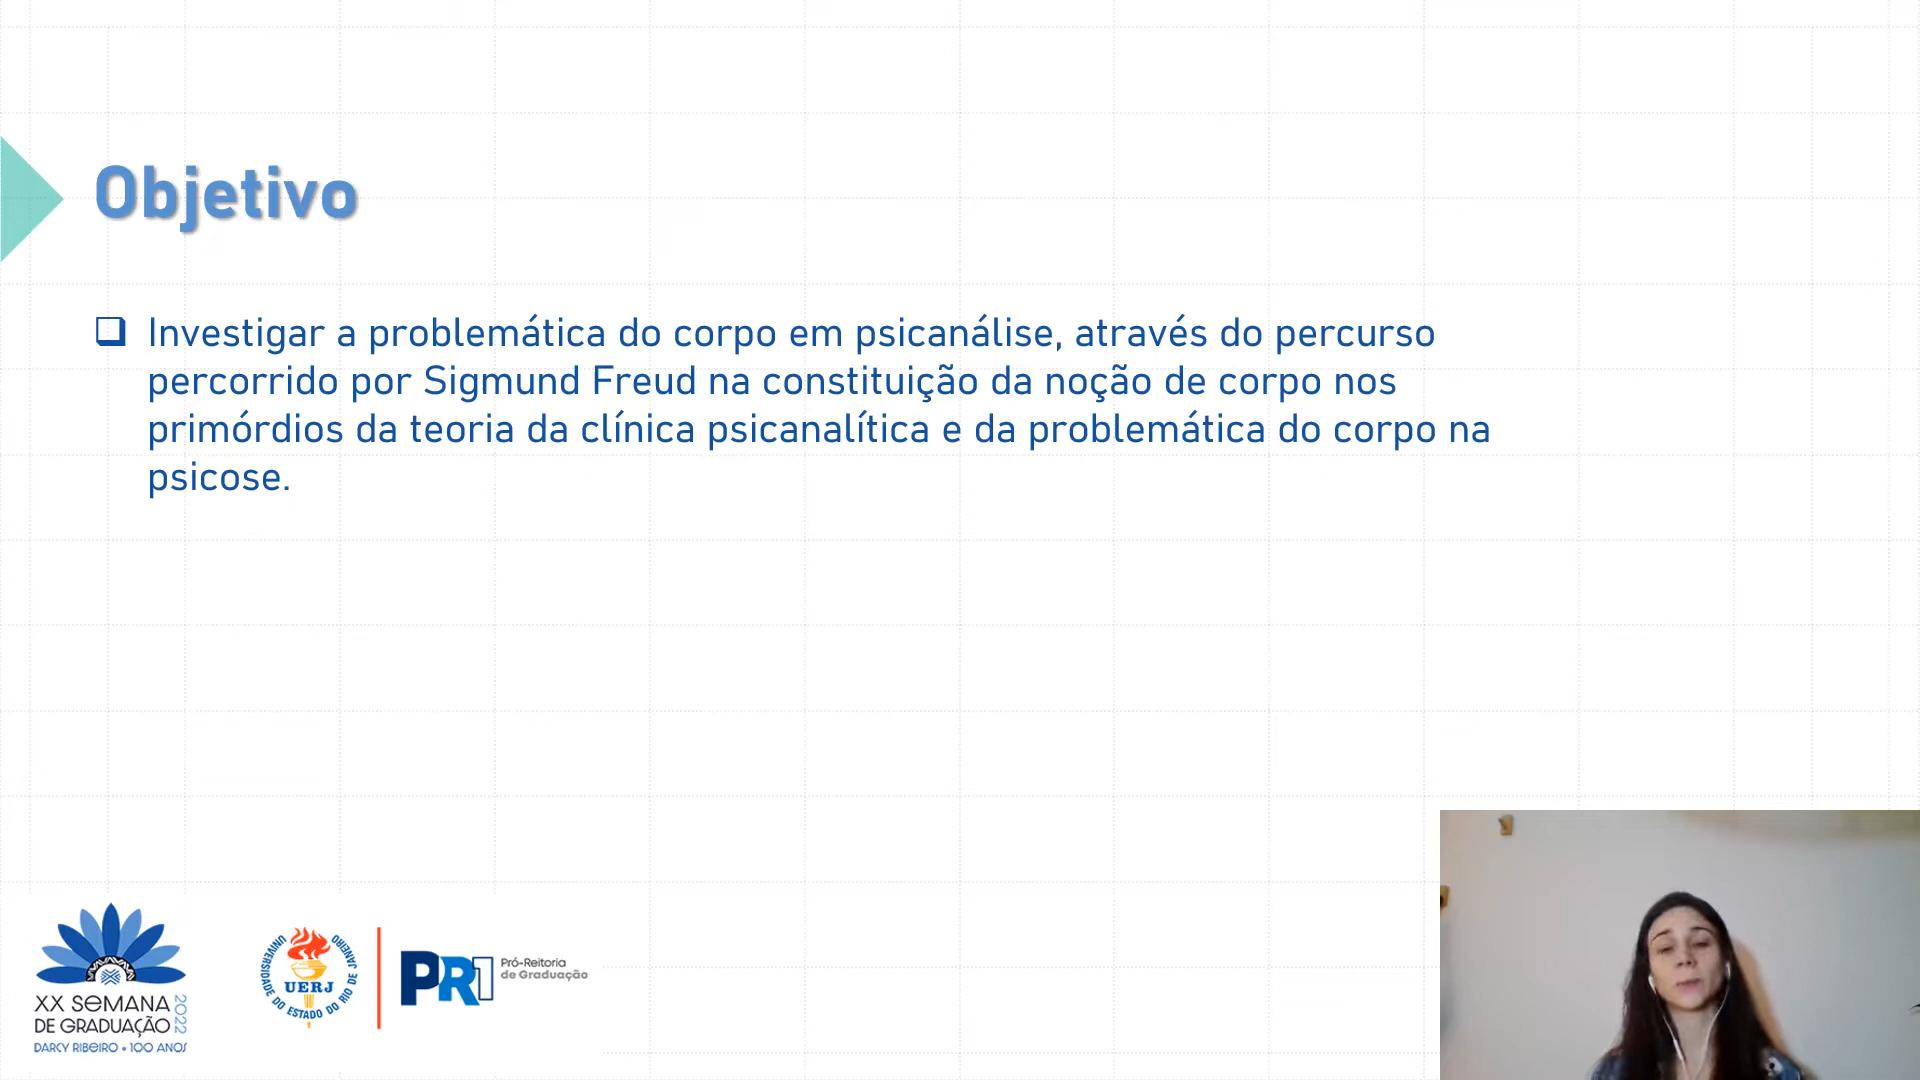 Objetivo
Investigar a problemática do corpo em psicanálise, através do percurso
percorrido por Sigmund Freud na constituição da noção de corpo nos
primórdios da teoria da clínica psicanalítica e da problemática do corpo na
psicose.
XX SEMANA
DE GRADUAÇÃO
2022
DARCY RIBEIRO • 100 ANOS
UNIVERSIDADE DO ESTADO DO RIO DE JANEIRO
UERJ
PR1
Pró-Reitoria
de Graduação